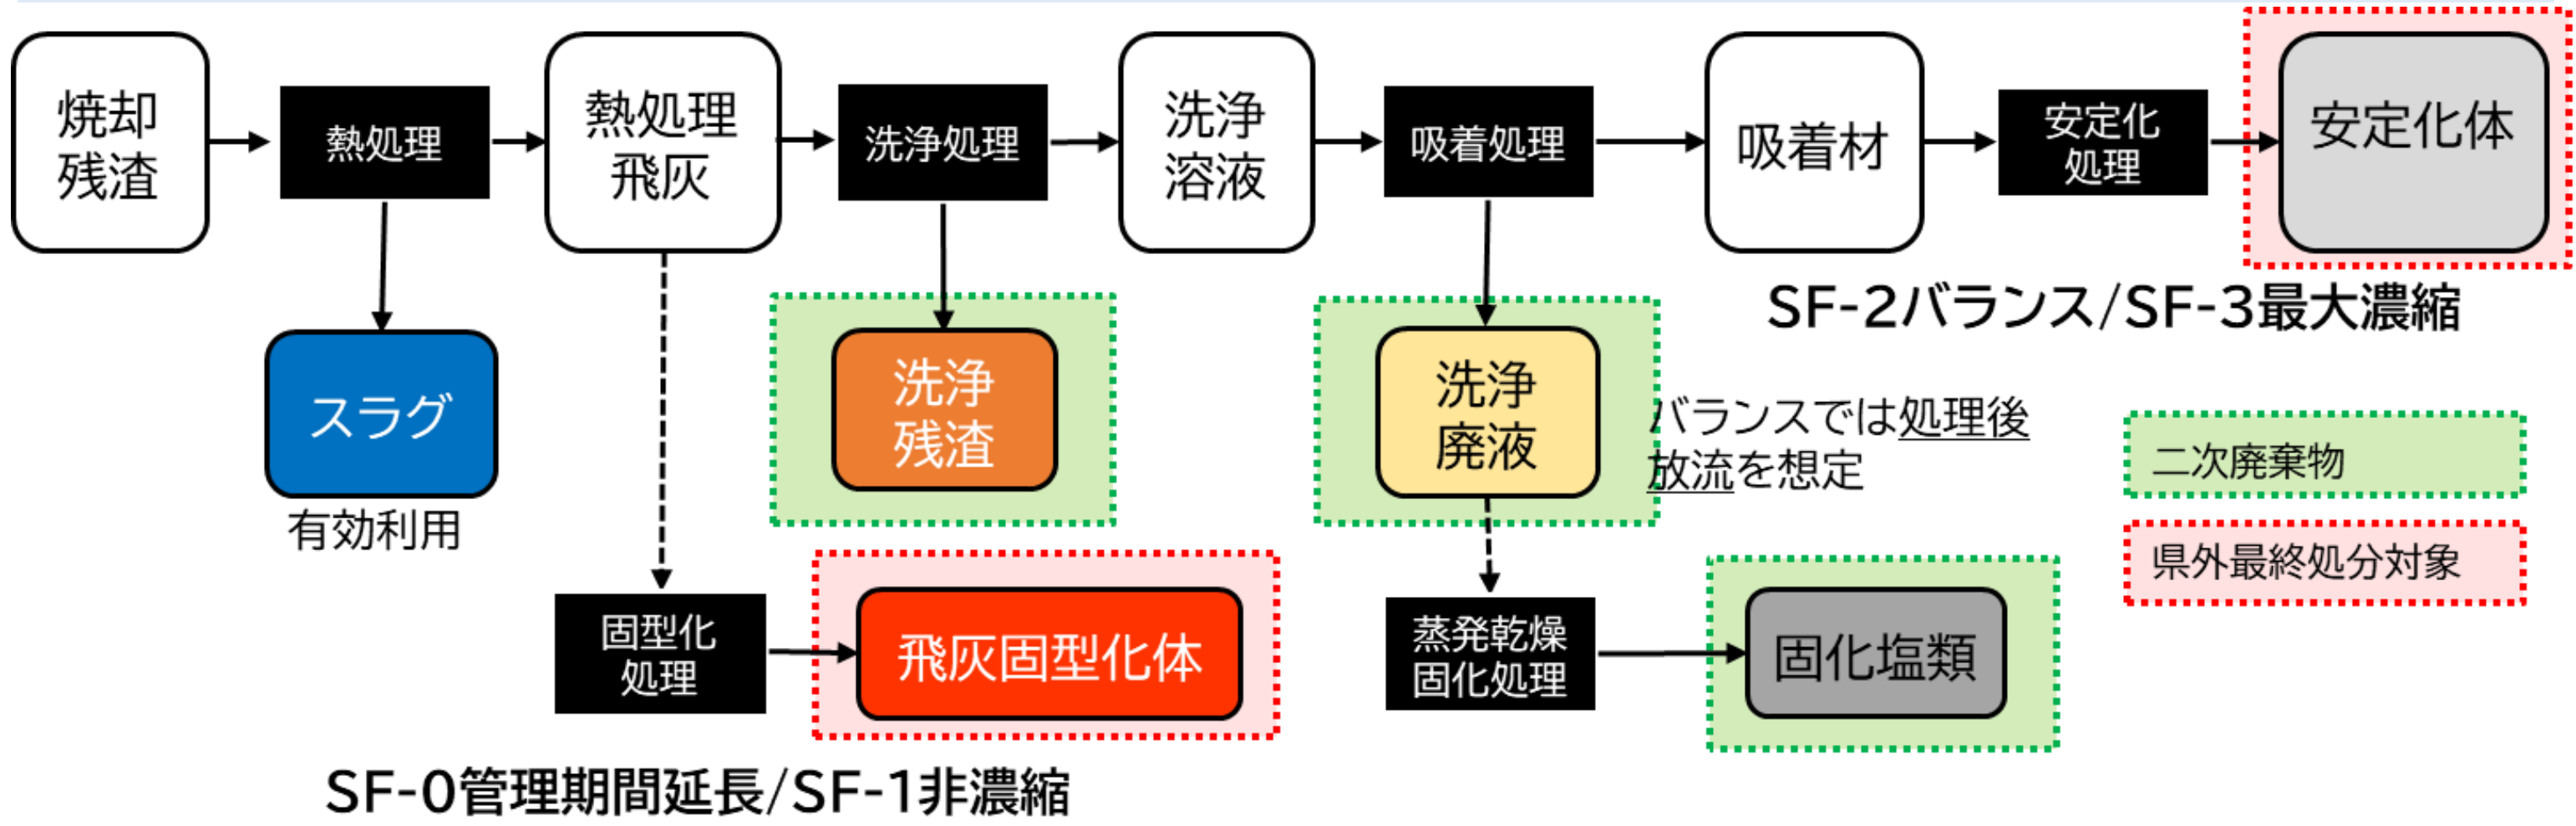 焼却
残渣
熱処理
熱処理
飛灰
洗浄処理
洗浄
溶液
吸着処理
吸着材
安定化
処理
安定化体
SF-2バランス/SF-3最大濃縮
スラグ
有効利用
洗浄
残渣
洗浄
廃液
バランスでは処理後
放流を想定
二次廃棄物
県外最終処分対象
固型化
処理
飛灰固型化体
蒸発乾燥
固化処理
固化塩類
SF-0管理期間延長/SF-1非濃縮